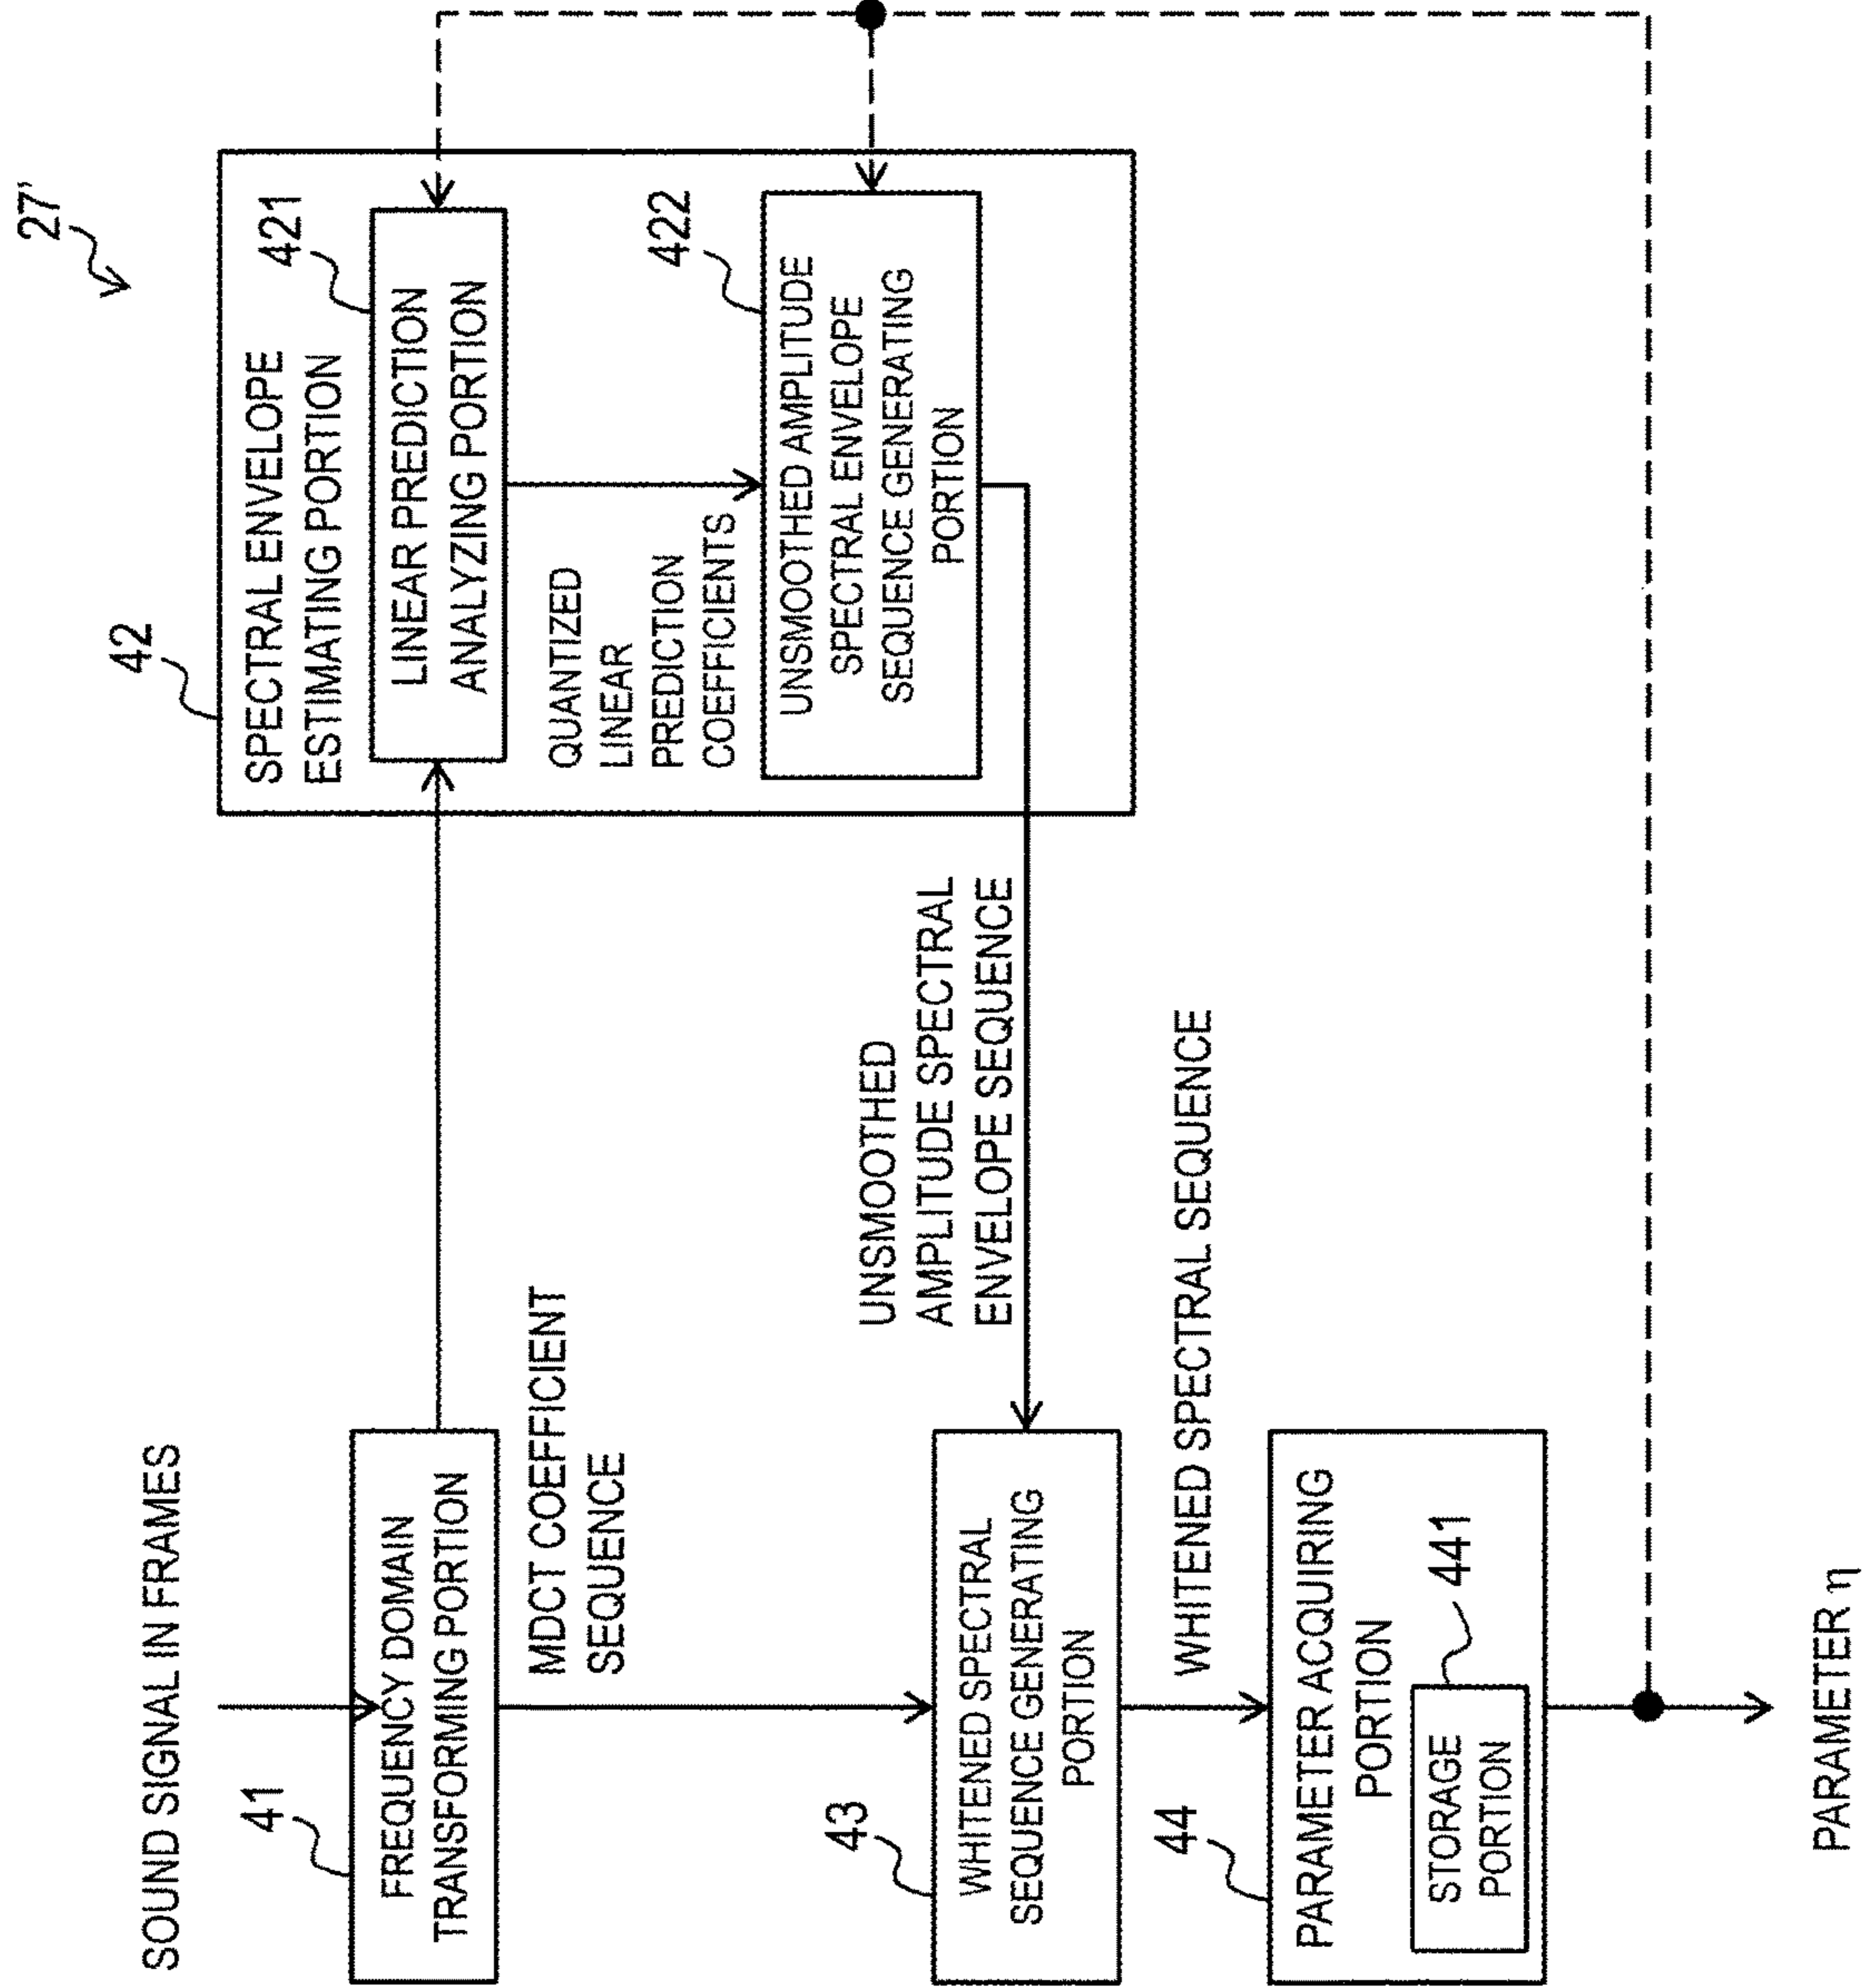 27'
SOUND SIGNAL IN FRAMES
41
FREQUENCY DOMAIN
TRANSFORMING PORTION
MDCT COEFFICIENT
SEQUENCE
42
SPECTRAL ENVELOPE
ESTIMATING PORTION
421
LINEAR PREDICTION
ANALYZING PORTION
QUANTIZED
LINEAR
PREDICTION
COEFFICIENTS
422
UNSMOOTHED AMPLITUDE
SPECTRAL ENVELOPE
SEQUENCE GENERATING
PORTION
UNSMOOTHED
AMPLITUDE SPECTRAL
ENVELOPE SEQUENCE
43
WHITENED SPECTRAL
SEQUENCE GENERATING
PORTION
WHITENED SPECTRAL SEQUENCE
44
PARAMETER ACQUIRING
PORTION
441
STORAGE
PORTION
PARAMETER η